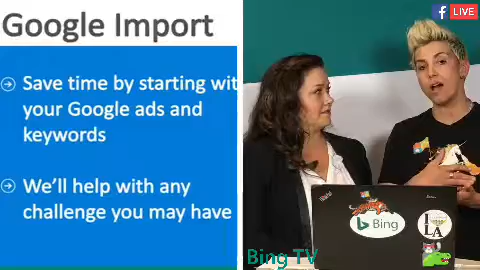 Google Import
Save time by starting wit
your Google ads and
keywords
We'll help with any
challenge you may have
f LIVE
Bing
I
LA
Bing TV